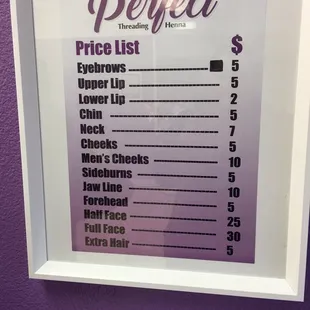 Perfect
Threading Henna
Price List $
Eyebrows 5
Upper Lip 5
Lower Lip 2
Chin 5
Neck 7
Cheeks 5
Men's Cheeks 10
Sideburns 5
Jaw Line 10
Forehead 5
Half Face 25
Full Face 30
Extra Hair 5